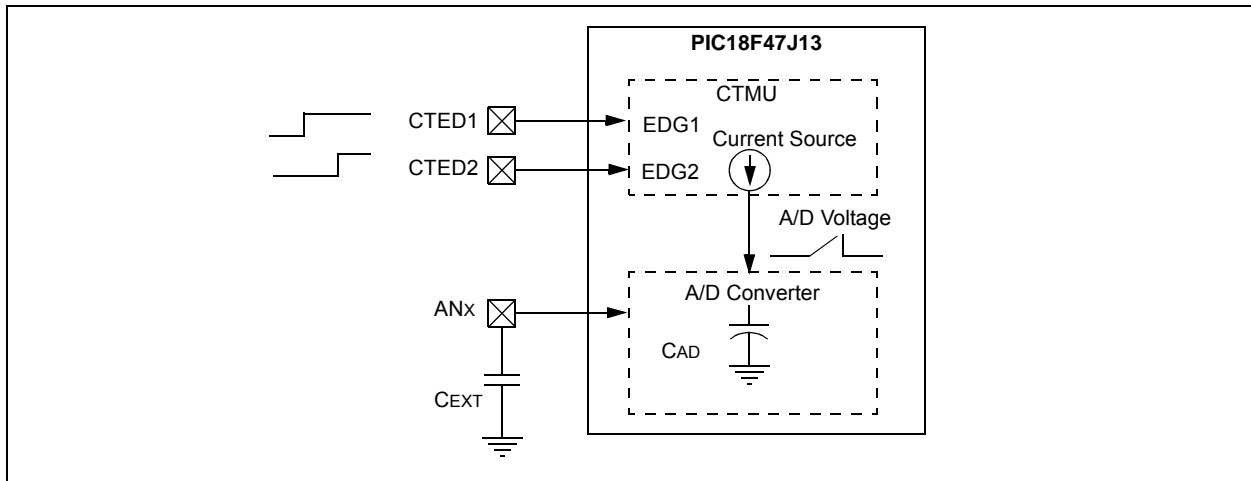 PIC18F47J13
CTMU
CTED1
EDG1
Current Source
CTED2
EDG2
A/D Voltage
A/D Converter
ANX
CAD
CEXT